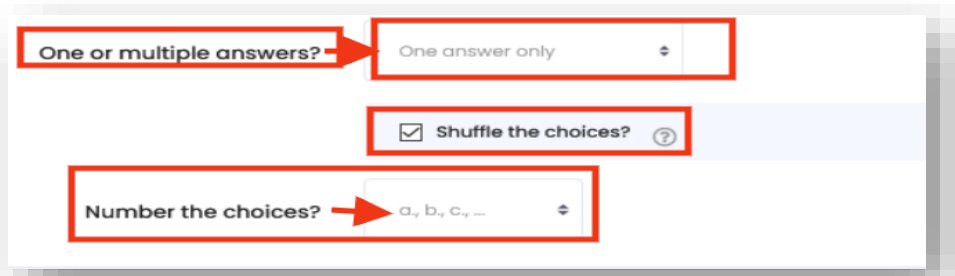 One or multiple answers? One answer only
Shuffle the choices?
Number the choices? a., b., c., ...